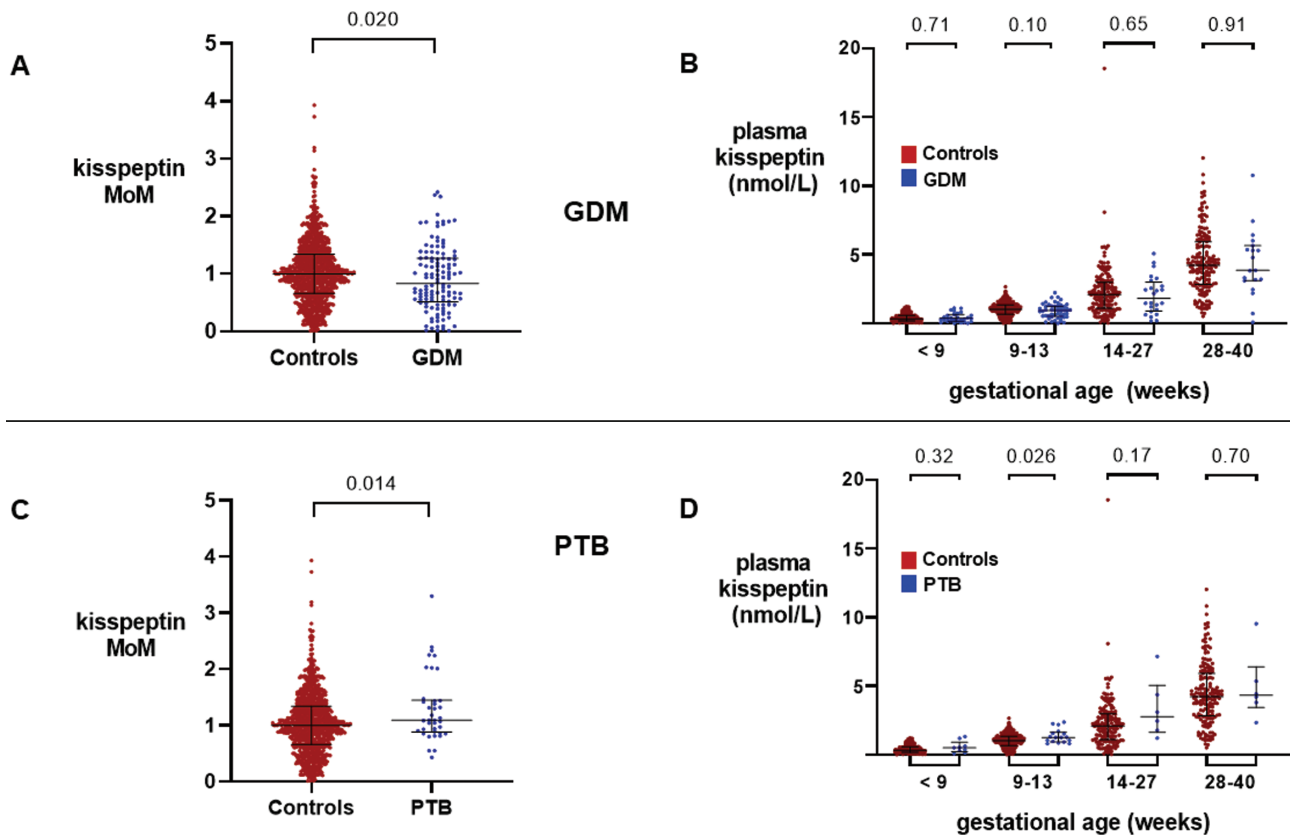 A
0.020
5
4
3
2
1
0
kisspeptin
MoM
Controls
GDM
GDM
B
0.71
0.10
0.65
0.91
20
15
10
5
plasma
kisspeptin
(nmol/L)
Controls
GDM
< 9
9-13
14-27
28-40
gestational age (weeks)
C
0.014
5
4
3
2
1
0
kisspeptin
MoM
Controls
PTB
PTB
D
0.32
0.026
0.17
0.70
20
15
10
5
plasma
kisspeptin
(nmol/L)
Controls
PTB
< 9
9-13
14-27
28-40
gestational age (weeks)